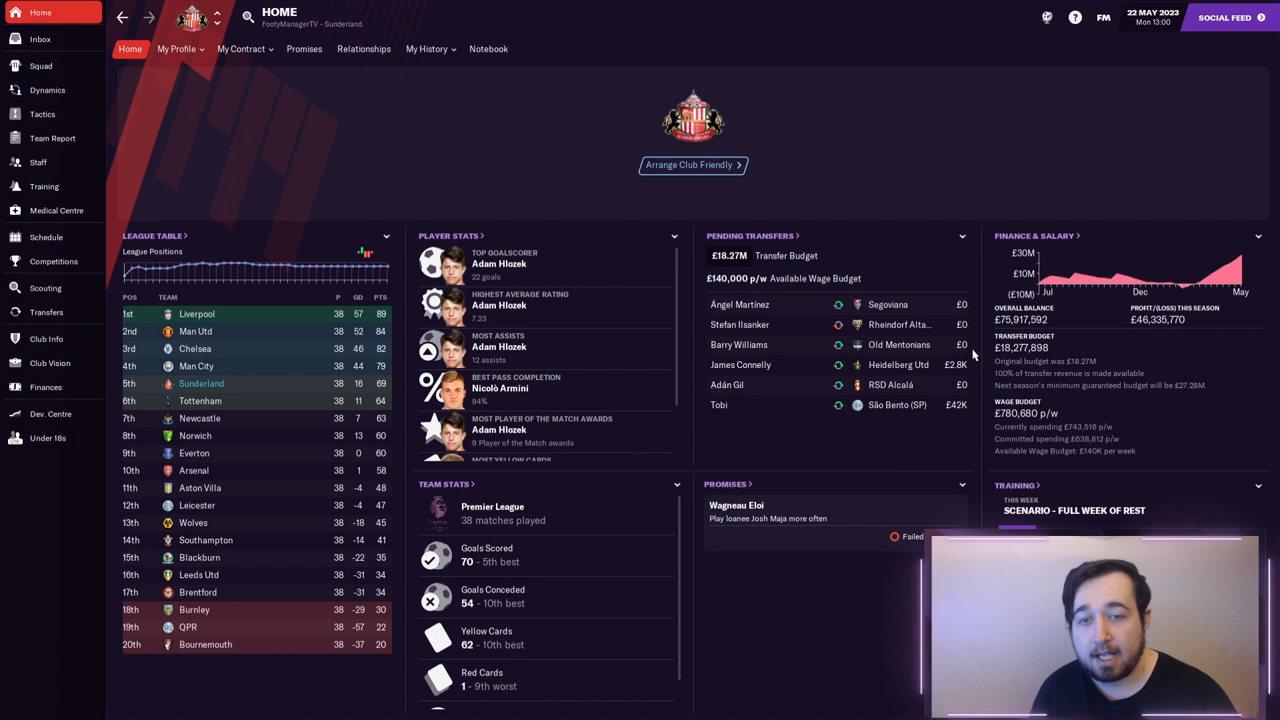 Home
HOME
FootyManagerTV - Sunderland
?
FM
22 MAY 2023
Mon 13:00
SOCIAL FEED
Inbox
Home
My Profile
My Contract
Promises
Relationships
My History
Notebook
Squad
Dynamics
Tactics
Team Report
Staff
Training
Medical Centre
Schedule
Competitions
Scouting
Transfers
Club Info
Club Vision
Finances
Dev. Centre
Under 18s
Arrange Club Friendly
LEAGUE TABLE
League Positions
POS TEAM P GD PTS
1st Liverpool 38 57 89
2nd Man Utd 38 52 84
3rd Chelsea 38 46 82
4th Man City 38 44 79
5th Sunderland 38 16 69
6th Tottenham 38 11 64
7th Newcastle 38 7 63
8th Norwich 38 13 60
9th Everton 38 0 60
10th Arsenal 38 1 58
11th Aston Villa 38 -4 48
12th Leicester 38 -4 47
13th Wolves 38 -18 45
14th Southampton 38 -14 41
15th Blackburn 38 -22 35
16th Leeds Utd 38 -31 34
17th Brentford 38 -31 34
18th Burnley 38 -29 30
19th QPR 38 -57 22
20th Bournemouth 38 -37 20
PLAYER STATS
TOP GOALSCORER
Adam Hlozek
22 goals
HIGHEST AVERAGE RATING
Adam Hlozek
7.23
MOST ASSISTS
Adam Hlozek
12 assists
BEST PASS COMPLETION
Nicolò Armini
94%
MOST PLAYER OF THE MATCH AWARDS
Adam Hlozek
9 Player of the Match awards
MOST YELLOW CARDS
TEAM STATS
Premier League
38 matches played
Goals Scored
70 - 5th best
Goals Conceded
54 - 10th best
Yellow Cards
62 - 10th best
Red Cards
1 - 9th worst
PENDING TRANSFERS
£18.27M Transfer Budget
£140,000 p/w Available Wage Budget
Ángel Martínez Segoviana £0
Stefan Ilsanker Rheindorf Alta... £0
Barry Williams Old Mentonians £0
James Connelly Heidelberg Utd £2.8K
Adán Gil RSD Alcalá £0
Tobi São Bento (SP) £42K
PROMISES
Wagneau Eloi
Play loanee Josh Maja more often
Failed
FINANCE & SALARY
£30M
£10M
(£10M)
Jul Dec May
OVERALL BALANCE PROFIT/LOSS THIS SEASON
£75,917,592 £46,335,770
TRANSFER BUDGET
£18,277,898
Original budget was £18.27M
100% of transfer revenue is made available
Next season's minimum guaranteed budget will be £27.28M.
WAGE BUDGET
£780,680 p/w
Currently spending £743,516 p/w
Committed spending £638,812 p/w
Available Wage Budget: £140K per week
TRAINING
THIS WEEK
SCENARIO - FULL WEEK OF REST